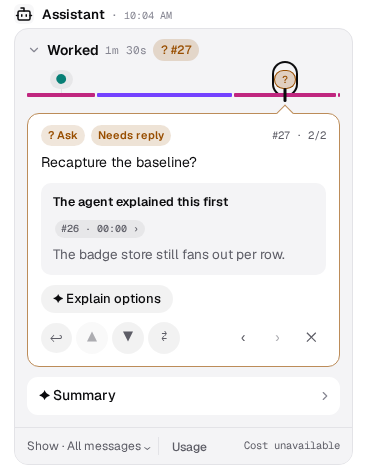 Assistant · 10:04 AM
Worked 1m 30s ? #27
?
? Ask Needs reply #27 · 2/2
Recapture the baseline?
The agent explained this first
#26 · 00:00 ›
The badge store still fans out per row.
Explain options
Summary
Show · All messages Usage Cost unavailable